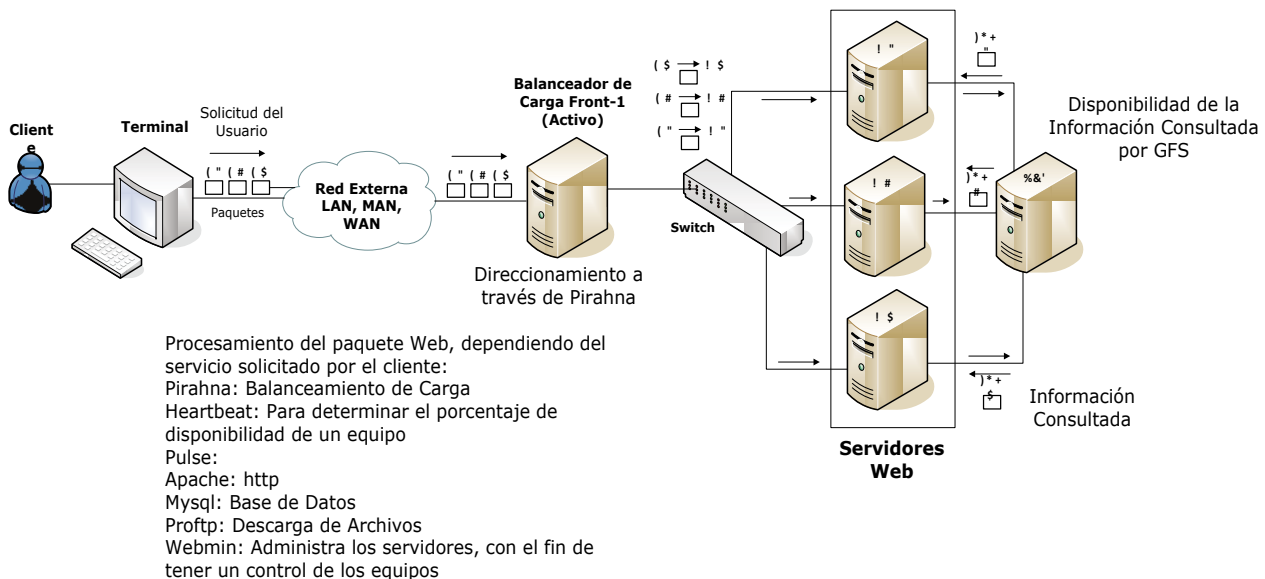 Client
e
Terminal
Solicitud del
Usuario
( " ( # ( $
Paquetes
Red Externa
LAN, MAN,
WAN
( " ( # ( $
Balanceador de
Carga Front-1
(Activo)
Direccionamiento a
través de Pirahna
( $ ! $
( # ! #
( " ! "
Switch
! "
! #
! $
Servidores
Web
) * +
"
) * +
#
) * +
$
%&'
Disponibilidad de la
Información Consultada
por GFS
Información
Consultada
Procesamiento del paquete Web, dependiendo del
servicio solicitado por el cliente:
Pirahna: Balanceamiento de Carga
Heartbeat: Para determinar el porcentaje de
disponibilidad de un equipo
Pulse:
Apache: http
Mysql: Base de Datos
Proftp: Descarga de Archivos
Webmin: Administra los servidores, con el fin de
tener un control de los equipos